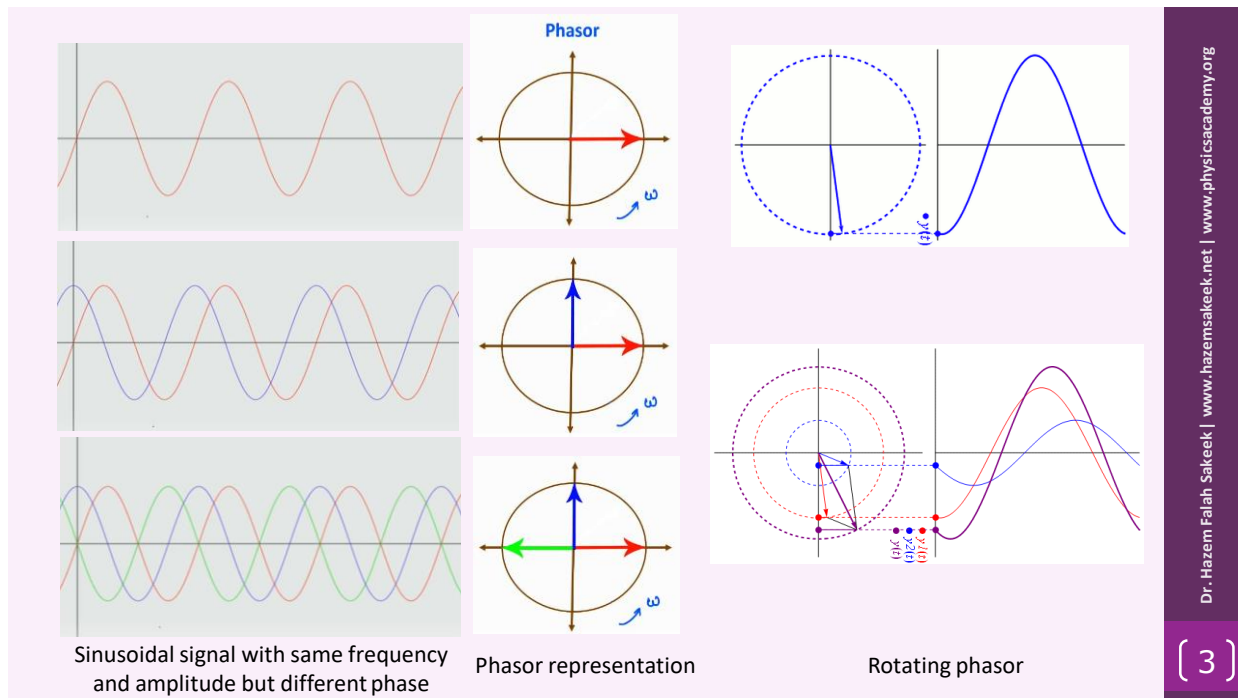 Phasor
ω
ω
ω
y(t)
y(t)
y2(t)
y1(t)
Sinusoidal signal with same frequency
and amplitude but different phase
Phasor representation
Rotating phasor
Dr. Hazem Falah Sakeek | www.hazemsakeek.net | www.physicsacademy.org
3